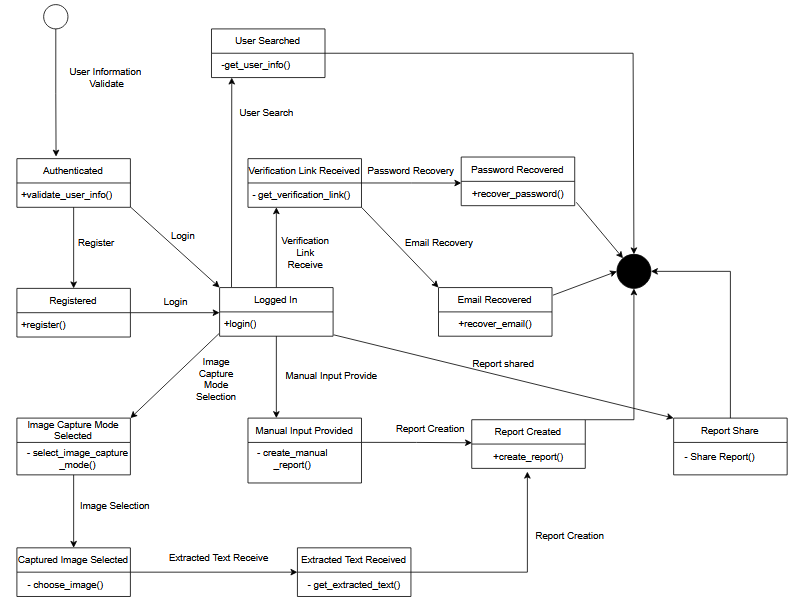 User Searched
-get_user_info()
User Information
Validate
User Search
Authenticated
+validate_user_info()
Verification Link Received
- get_verification_link()
Password Recovery
Password Recovered
+recover_password()
Register
Login
Verification
Link
Receive
Email Recovery
Registered
+register()
Login
Logged In
+login()
Email Recovered
+recover_email()
Image
Capture
Mode
Selection
Manual Input Provide
Report shared
Image Capture Mode
Selected
- select_image_capture
_mode()
Manual Input Provided
- create_manual
_report()
Report Creation
Report Created
+create_report()
Report Share
- Share Report()
Image Selection
Report Creation
Captured Image Selected
- choose_image()
Extracted Text Receive
Extracted Text Received
- get_extracted_text()